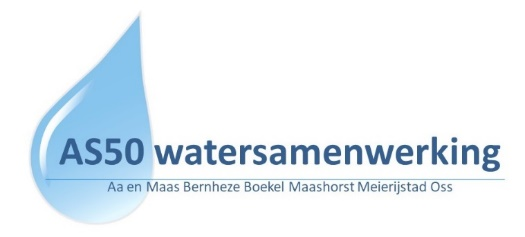 AS50 watersamenwerking
Aa en Maas Bernheze Boekel Maashorst Meierijstad Oss